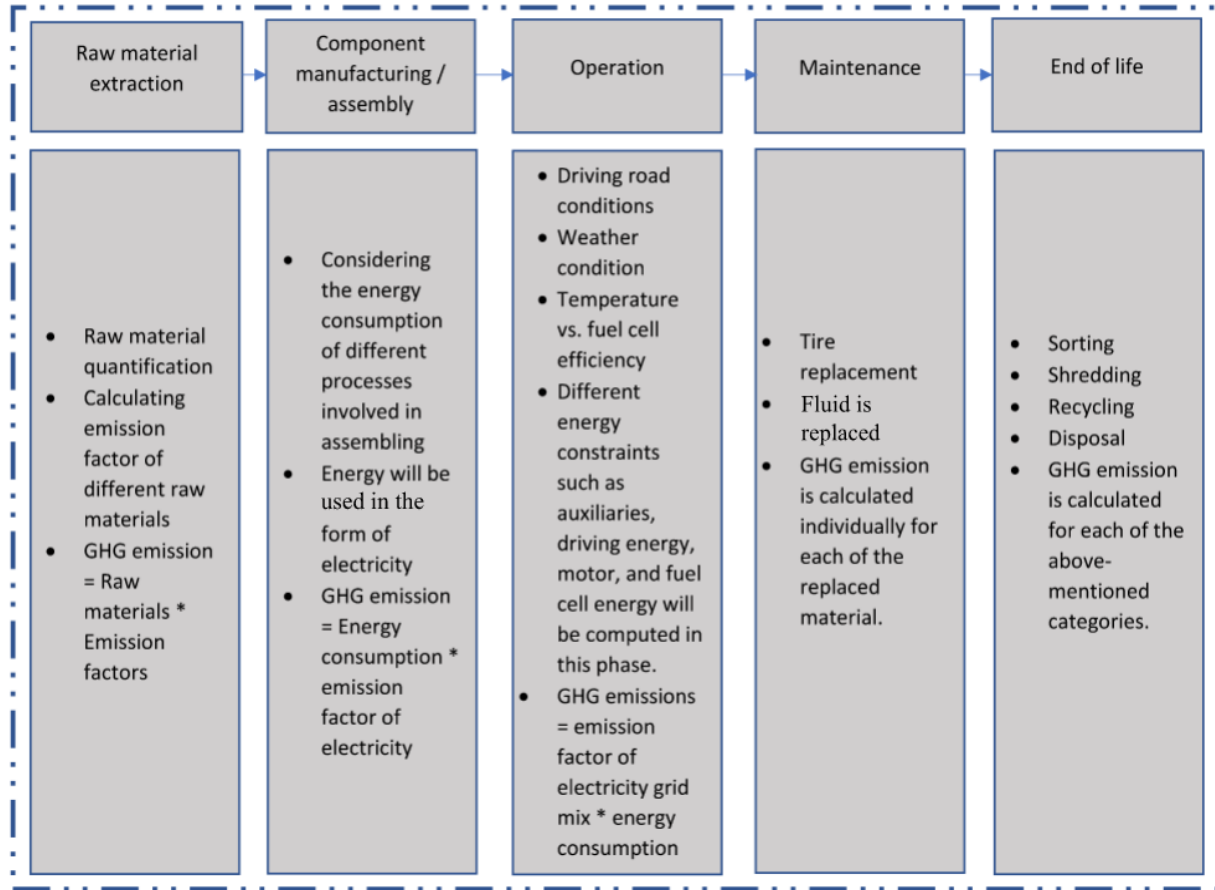 Raw material
extraction
Component
manufacturing /
assembly
Operation
Maintenance
End of life
• Raw material
quantification
• Calculating
emission
factor of
different raw
materials
• GHG emission
= Raw
materials *
Emission
factors
• Considering
the energy
consumption
of different
processes
involved in
assembling
• Energy will be
used in the
form of
electricity
• GHG emission
= Energy
consumption *
emission
factor of
electricity
• Driving road
conditions
• Weather
condition
• Temperature
vs. fuel cell
efficiency
• Different
energy
constraints
such as
auxiliaries,
driving energy,
motor, and fuel
cell energy will
be computed in
this phase.
• GHG emissions
= emission
factor of
electricity grid
mix * energy
consumption
• Tire
replacement
• Fluid is
replaced
• GHG emission
is calculated
individually for
each of the
replaced
material.
• Sorting
• Shredding
• Recycling
• Disposal
• GHG emission
is calculated
for each of the
above-
mentioned
categories.